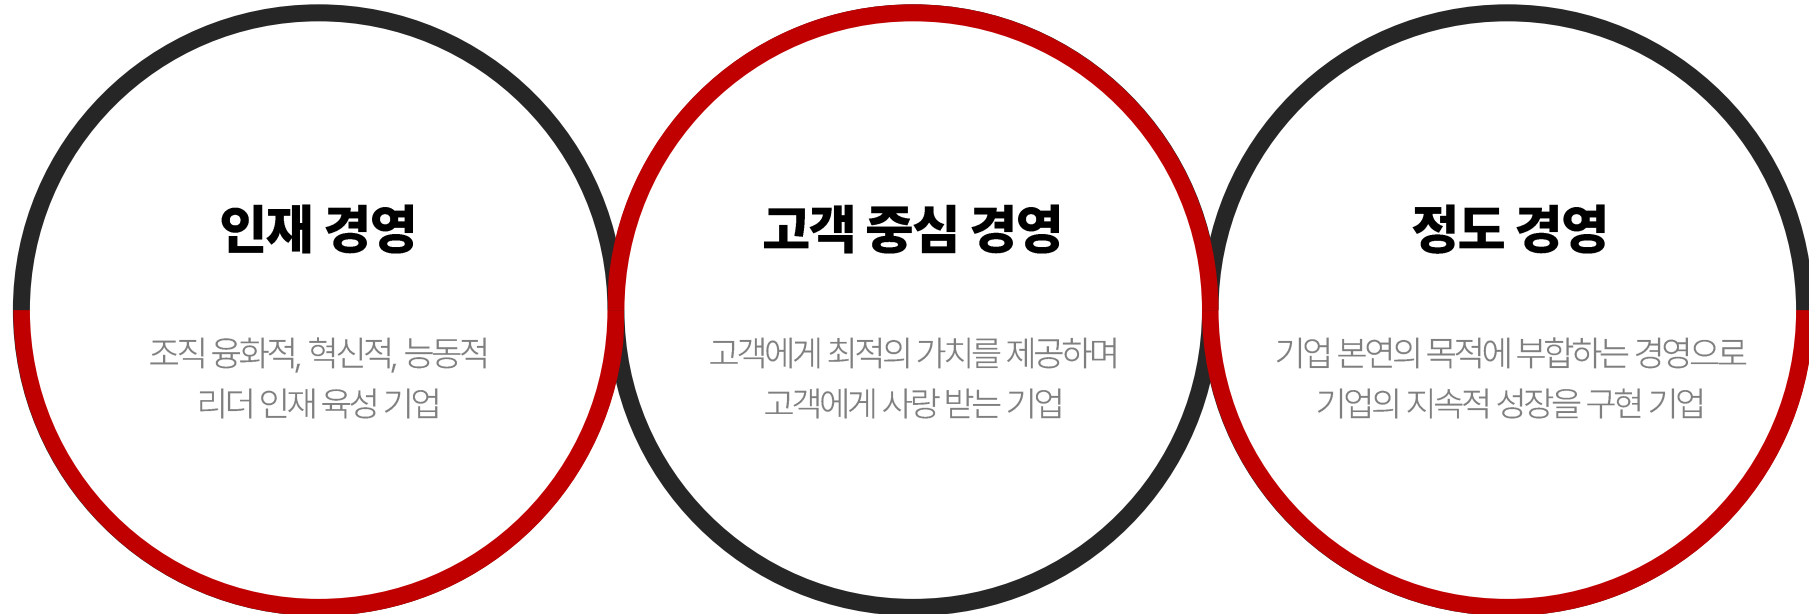 인재 경영
조직 융화적, 혁신적, 능동적
리더 인재 육성 기업
고객 중심 경영
고객에게 최적의 가치를 제공하며
고객에게 사랑 받는 기업
정도 경영
기업 본연의 목적에 부합하는 경영으로
기업의 지속적 성장을 구현 기업